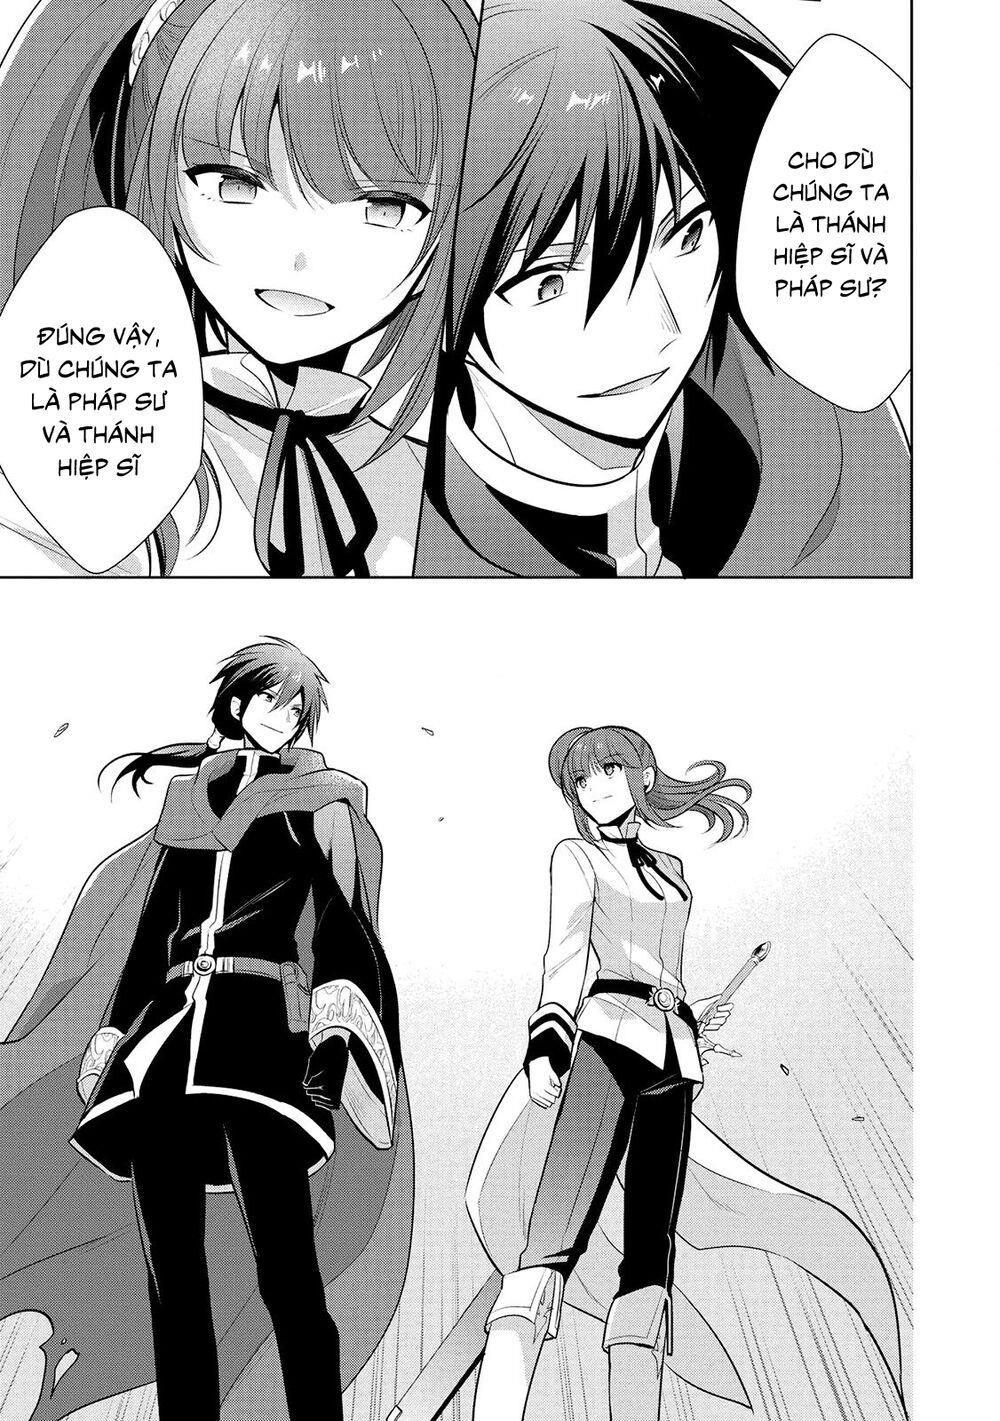 CHO DÙ
CHÚNG TA
LÀ THÁNH
HIỆP SĨ VÀ
PHÁP SƯ?
ĐÚNG VẬY,
DÙ CHÚNG TA
LÀ PHÁP SƯ
VÀ THÁNH
HIỆP SĨ